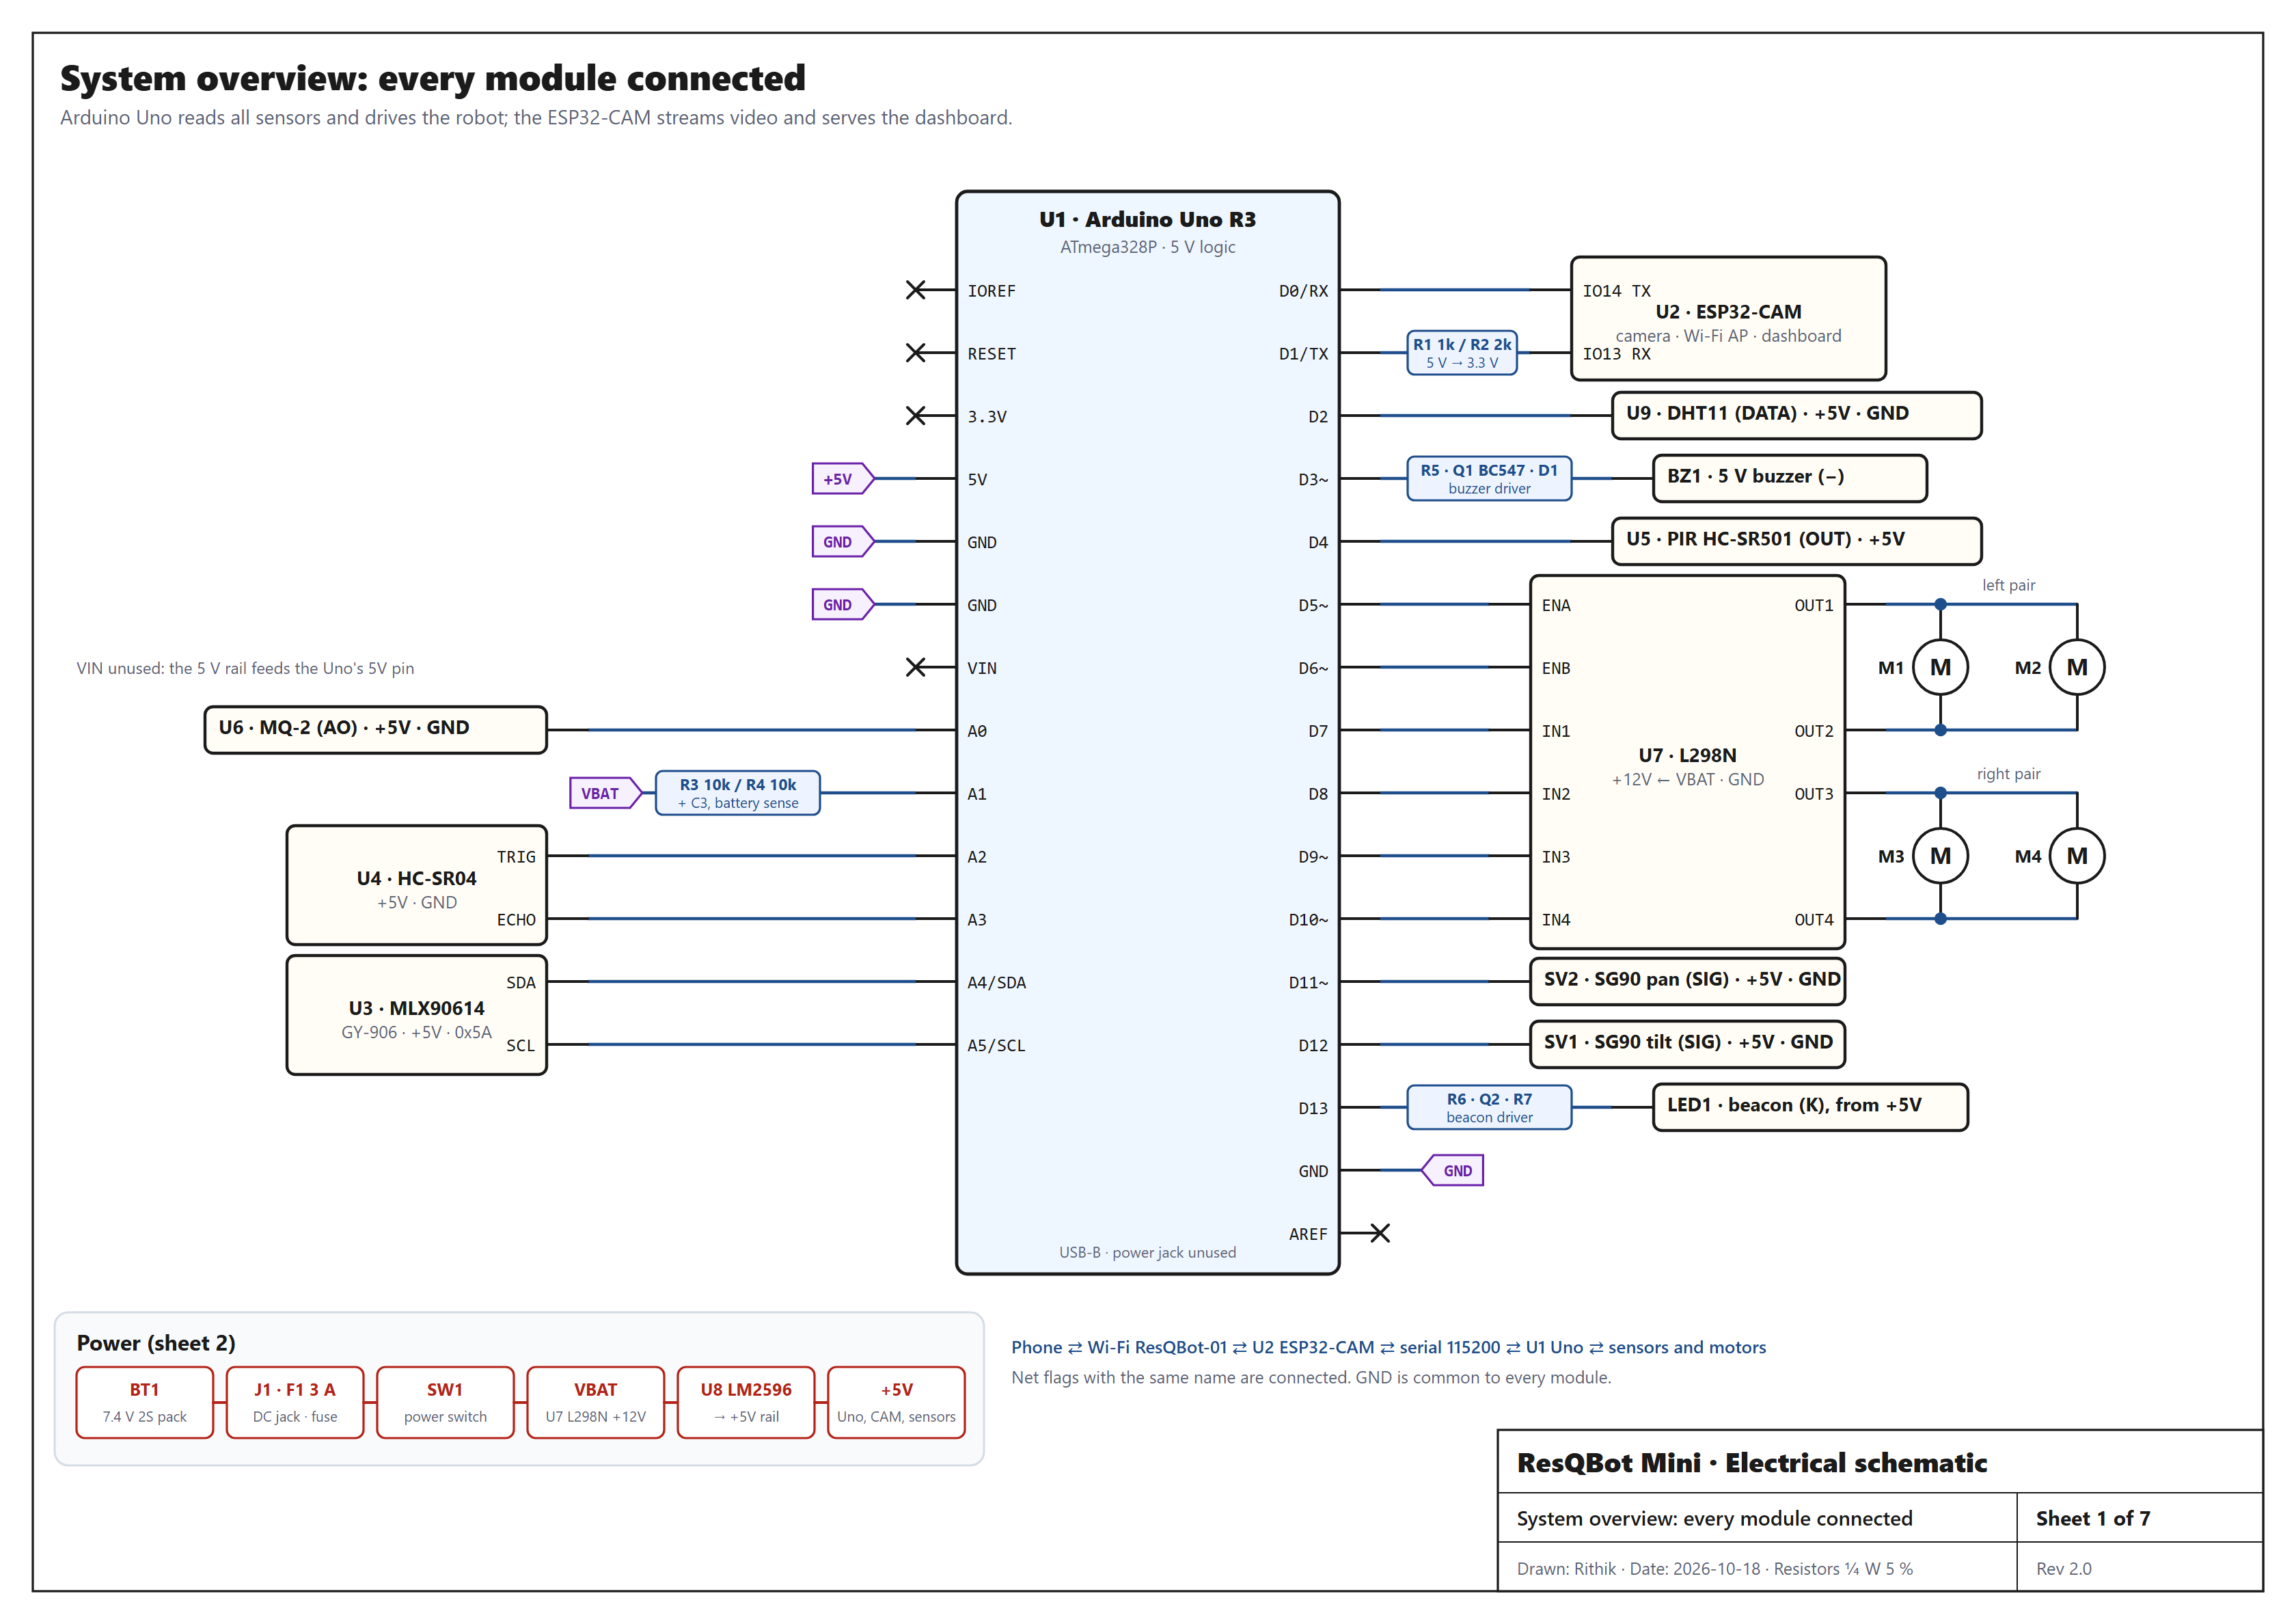 System overview: every module connected
Arduino Uno reads all sensors and drives the robot; the ESP32-CAM streams video and serves the dashboard.
U1 · Arduino Uno R3
ATmega328P · 5 V logic
IOREF
RESET
3.3V
+5V
5V
GND
GND
GND
GND
VIN unused: the 5 V rail feeds the Uno's 5V pin
VIN
U6 · MQ-2 (AO) · +5V · GND
A0
VBAT
R3 10k / R4 10k
+ C3, battery sense
A1
U4 · HC-SR04
+5V · GND
TRIG
ECHO
A2
A3
U3 · MLX90614
GY-906 · +5V · 0x5A
SDA
SCL
A4/SDA
A5/SCL
D0/RX
D1/TX
R1 1k / R2 2k
5 V → 3.3 V
IO14 TX
U2 · ESP32-CAM
camera · Wi-Fi AP · dashboard
IO13 RX
D2
U9 · DHT11 (DATA) · +5V · GND
D3~
R5 · Q1 BC547 · D1
buzzer driver
BZ1 · 5 V buzzer (−)
D4
U5 · PIR HC-SR501 (OUT) · +5V
D5~
D6~
D7
D8
D9~
D10~
ENA
ENB
IN1
IN2
IN3
IN4
U7 · L298N
+12V ← VBAT · GND
OUT1
OUT2
OUT3
OUT4
left pair
M1
M
M2
M
right pair
M3
M
M4
M
D11~
SV2 · SG90 pan (SIG) · +5V · GND
D12
SV1 · SG90 tilt (SIG) · +5V · GND
D13
R6 · Q2 · R7
beacon driver
LED1 · beacon (K), from +5V
GND
GND
AREF
USB-B · power jack unused
Power (sheet 2)
BT1
7.4 V 2S pack
J1 · F1 3 A
DC jack · fuse
SW1
power switch
VBAT
U7 L298N +12V
U8 LM2596
→ +5V rail
+5V
Uno, CAM, sensors
Phone ⇄ Wi-Fi ResQBot-01 ⇄ U2 ESP32-CAM ⇄ serial 115200 ⇄ U1 Uno ⇄ sensors and motors
Net flags with the same name are connected. GND is common to every module.
ResQBot Mini · Electrical schematic
System overview: every module connected
Sheet 1 of 7
Drawn: Rithik · Date: 2026-10-18 · Resistors ¼ W 5 %
Rev 2.0